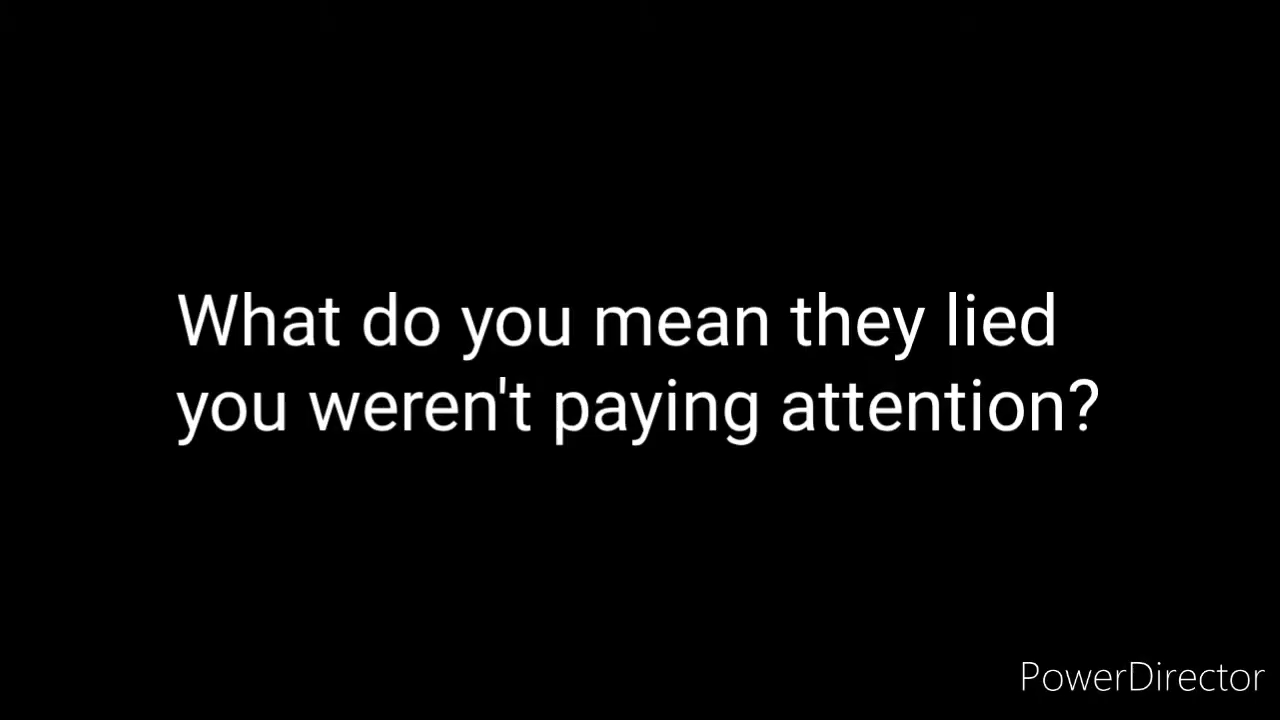 What do you mean they lied
you weren't paying attention?
PowerDirector